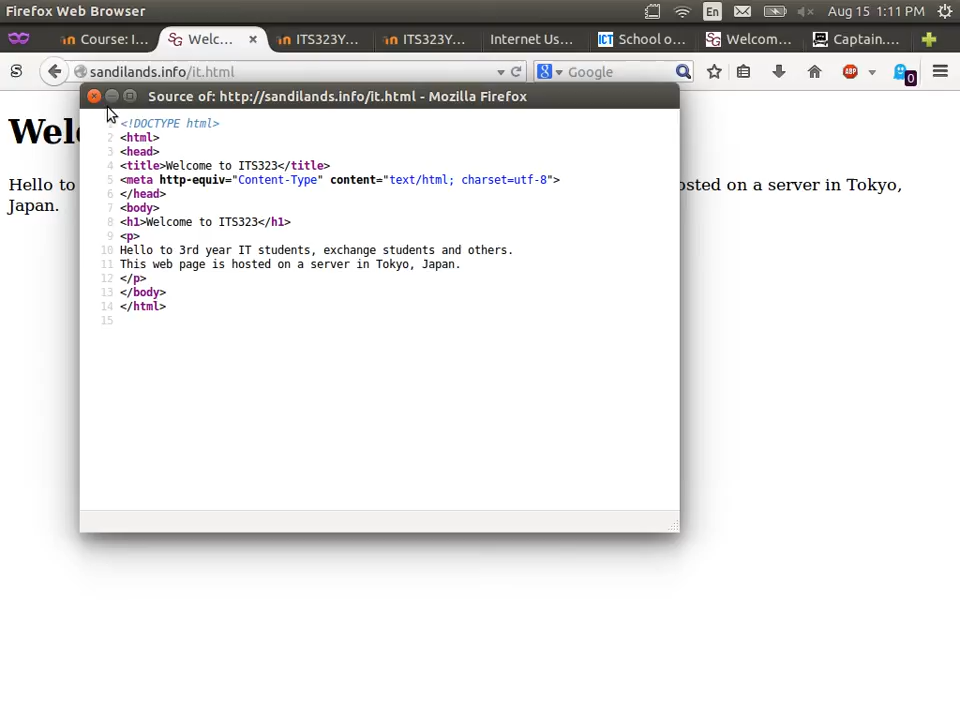 Firefox Web Browser
En
Aug 15 1:11 PM
Course: I...
Welc...
ITS323Y...
ITS323Y...
Internet Us...
ICT School o...
SG Welcom...
Captain....
S
sandilands.info/it.html
8 Google
ABP
0
Source of: http://sandilands.info/it.html - Mozilla Firefox
Welc
Hello to
osted on a server in Tokyo,
Japan.
<!DOCTYPE html>
2 <html>
3 <head>
4 <title>Welcome to ITS323</title>
5 <meta http-equiv="Content-Type" content="text/html; charset=utf-8">
6 </head>
7 <body>
8 <h1>Welcome to ITS323</h1>
9 <p>
10 Hello to 3rd year IT students, exchange students and others.
11 This web page is hosted on a server in Tokyo, Japan.
12 </p>
13 </body>
14 </html>
15